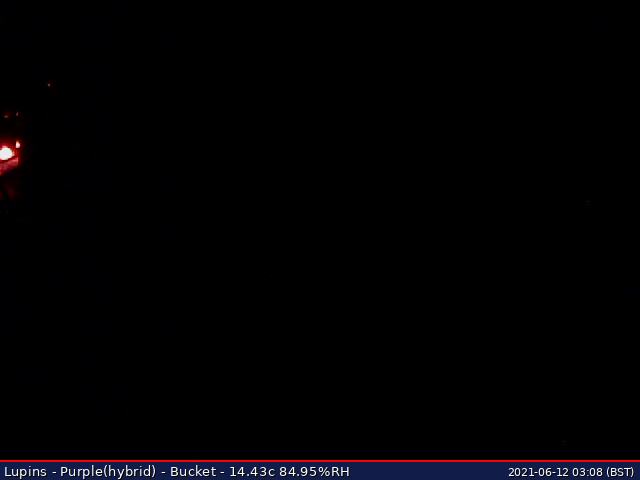 Lupins - Purple(hybrid) - Bucket - 14.43c 84.95%RH
2021-06-12 03:08 (BST)